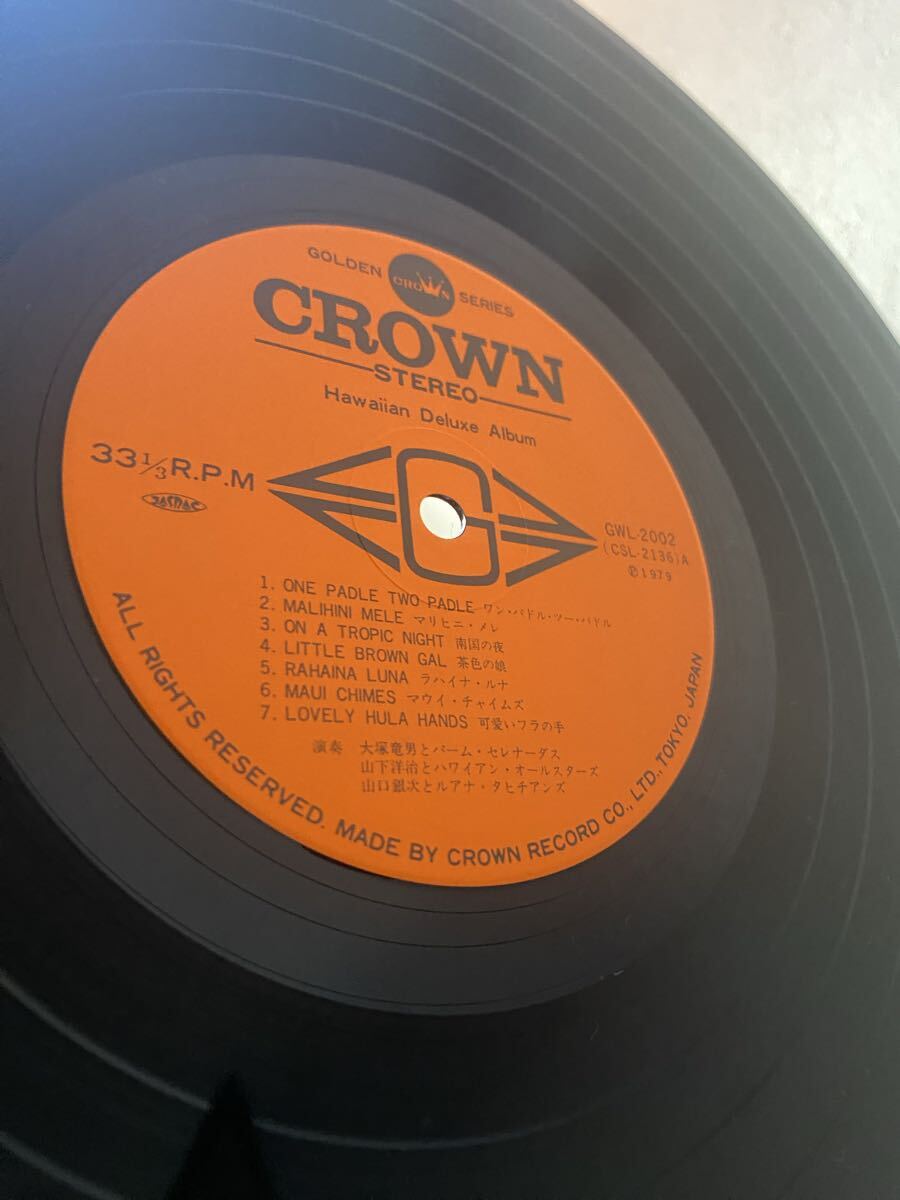 GOLDEN CROWN SERIES
CROWN
STEREO
Hawaiian Deluxe Album
33 1/3 R.P.M
JASRAC
G
GWL-2002
(CSL-2136)A
Ⓟ1979
1. ONE PADLE TWO PADLE ワン・パドル・ツー・パドル
2. MALIHINI MELE マリヒニ・メレ
3. ON A TROPIC NIGHT 南国の夜
4. LITTLE BROWN GAL 茶色の娘
5. RAHAINA LUNA ラハイナ・ルナ
6. MAUI CHIMES マウイ・チャイムズ
7. LOVELY HULA HANDS 可愛いフラの手
演奏 大塚竜男とパーム・セレナーダス
山下洋治とハワイアン・オールスターズ
山口銀次とルアナ・タヒチアンズ
ALL RIGHTS RESERVED. MADE BY CROWN RECORD CO., LTD., TOKYO, JAPAN